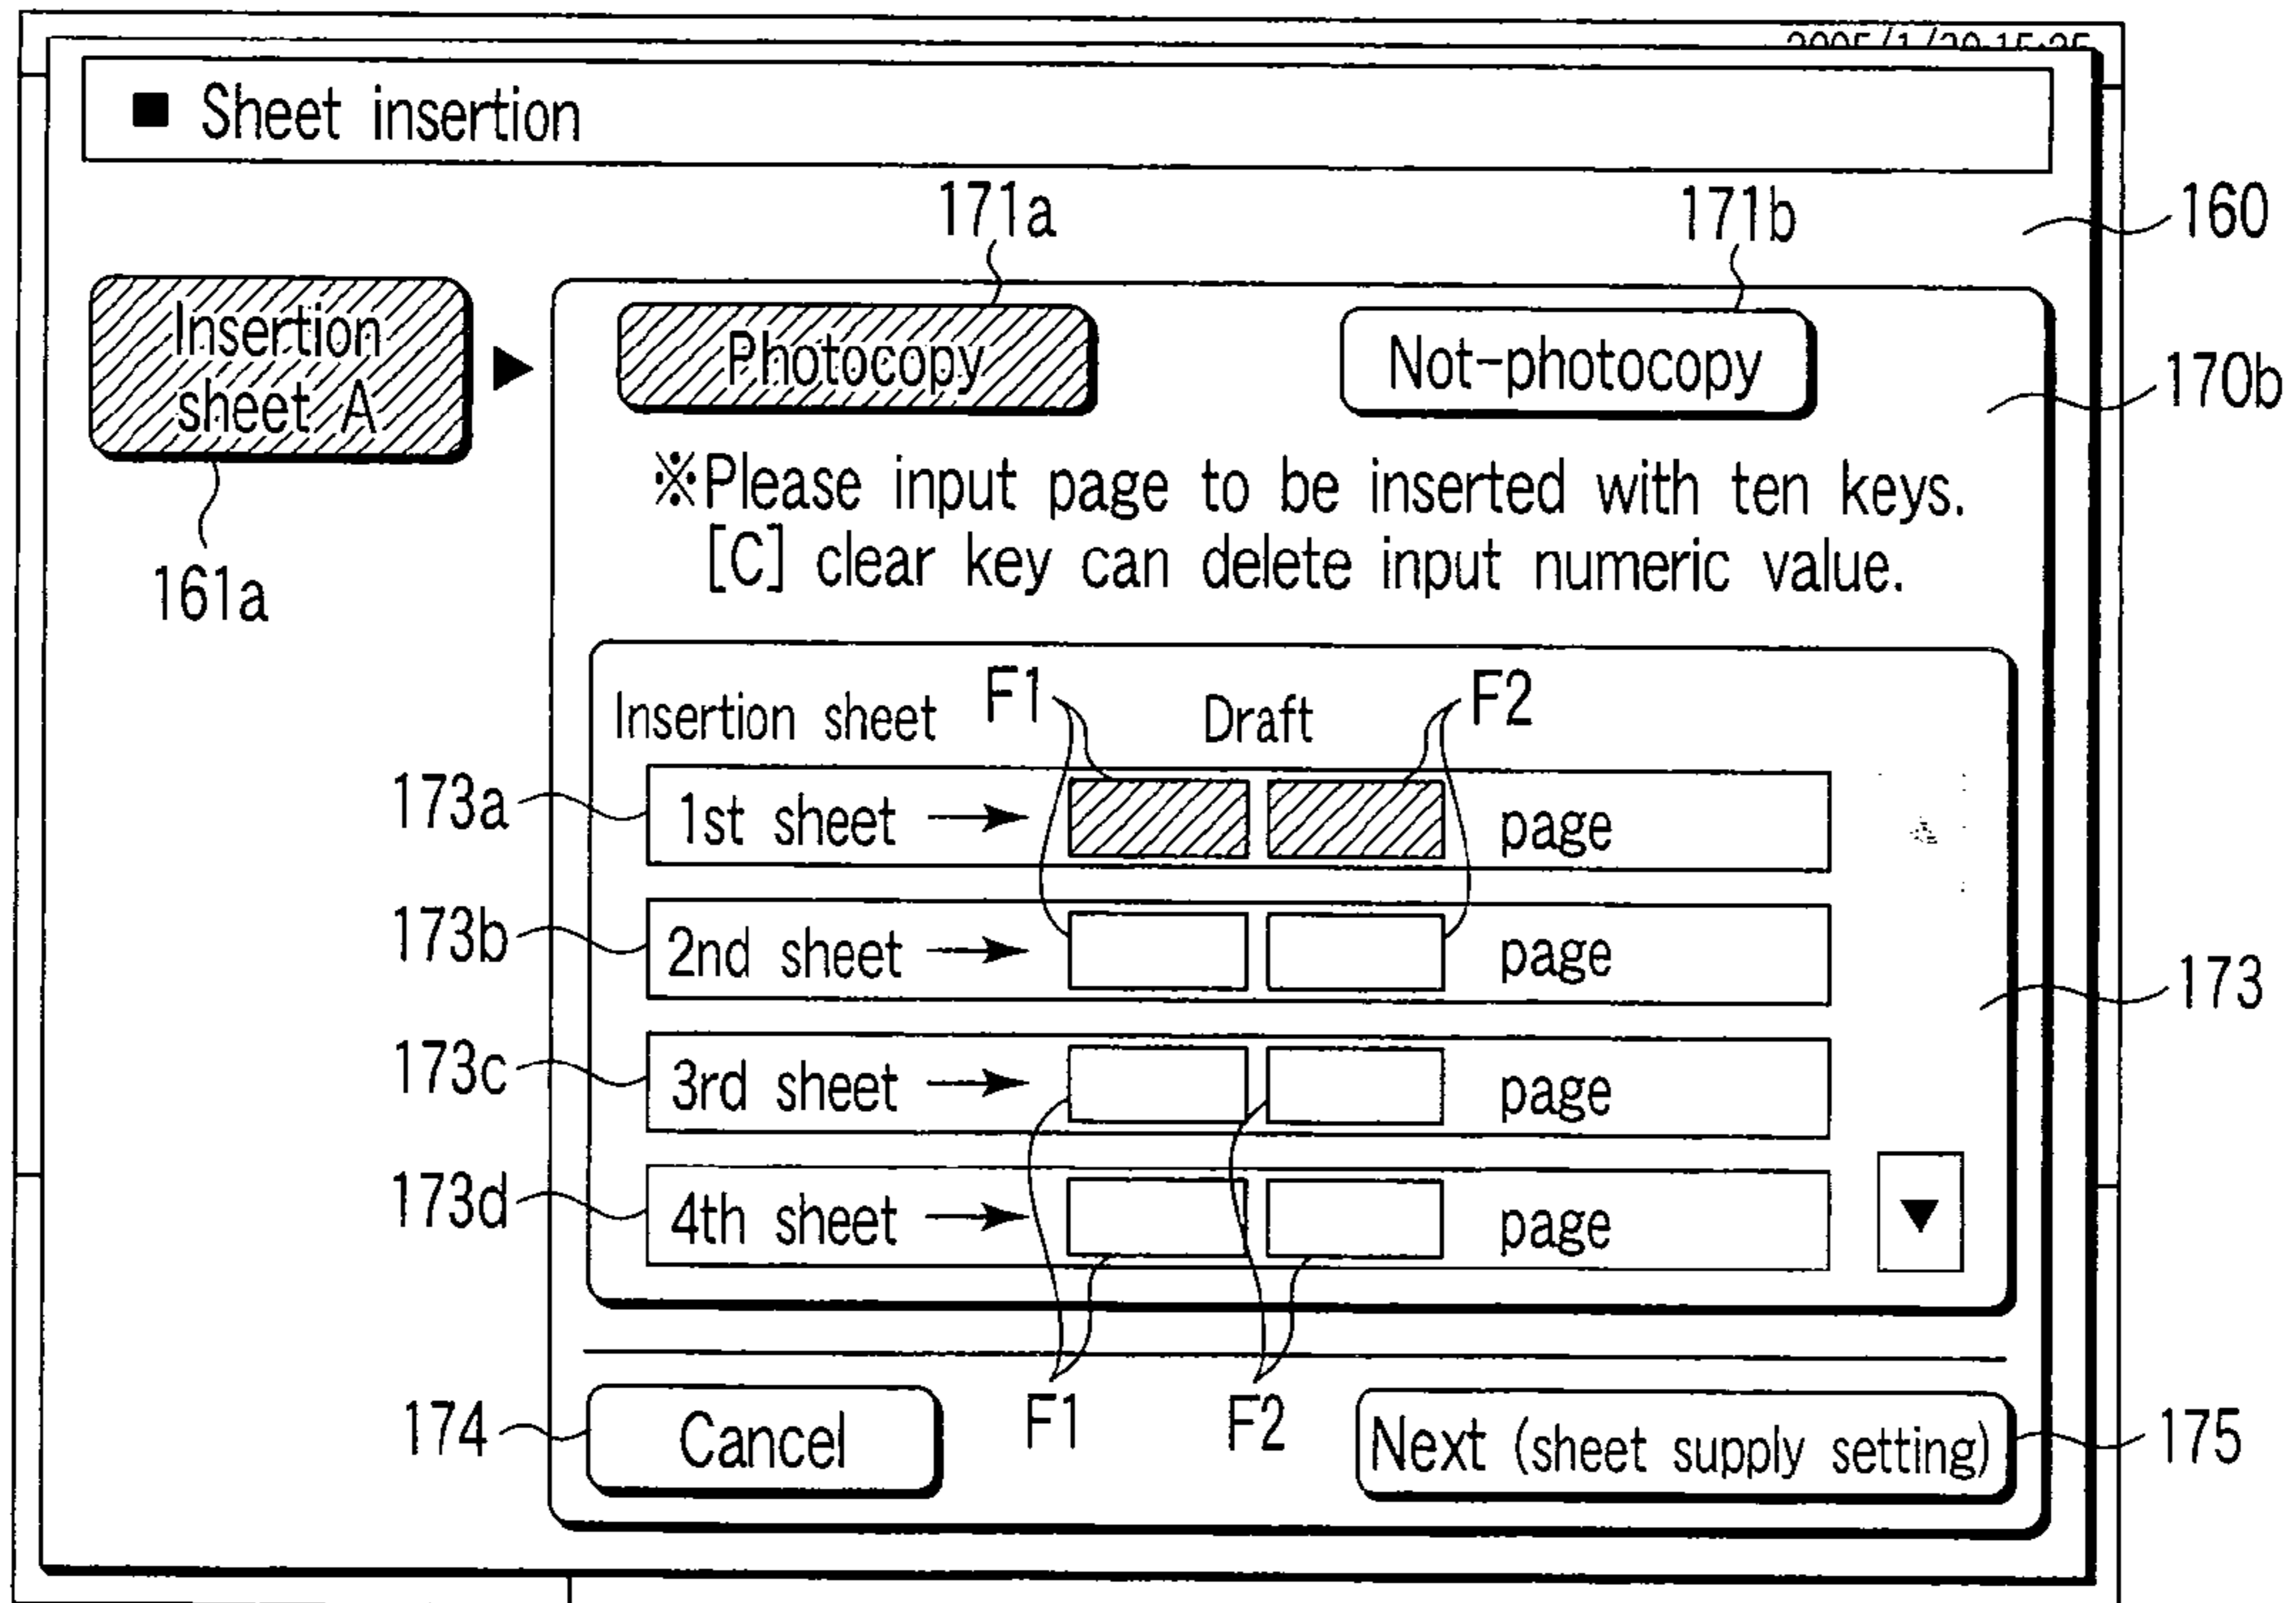 ■ Sheet insertion
171a
171b
160
Insertion
sheet A
▶
Photocopy
Not-photocopy
170b
※Please input page to be inserted with ten keys.
[C] clear key can delete input numeric value.
161a
Insertion sheet
F1
Draft
F2
173a
1st sheet → page
173b
2nd sheet → page
173
173c
3rd sheet → page
173d
4th sheet → page
▼
174
Cancel
F1
F2
Next (sheet supply setting)
175